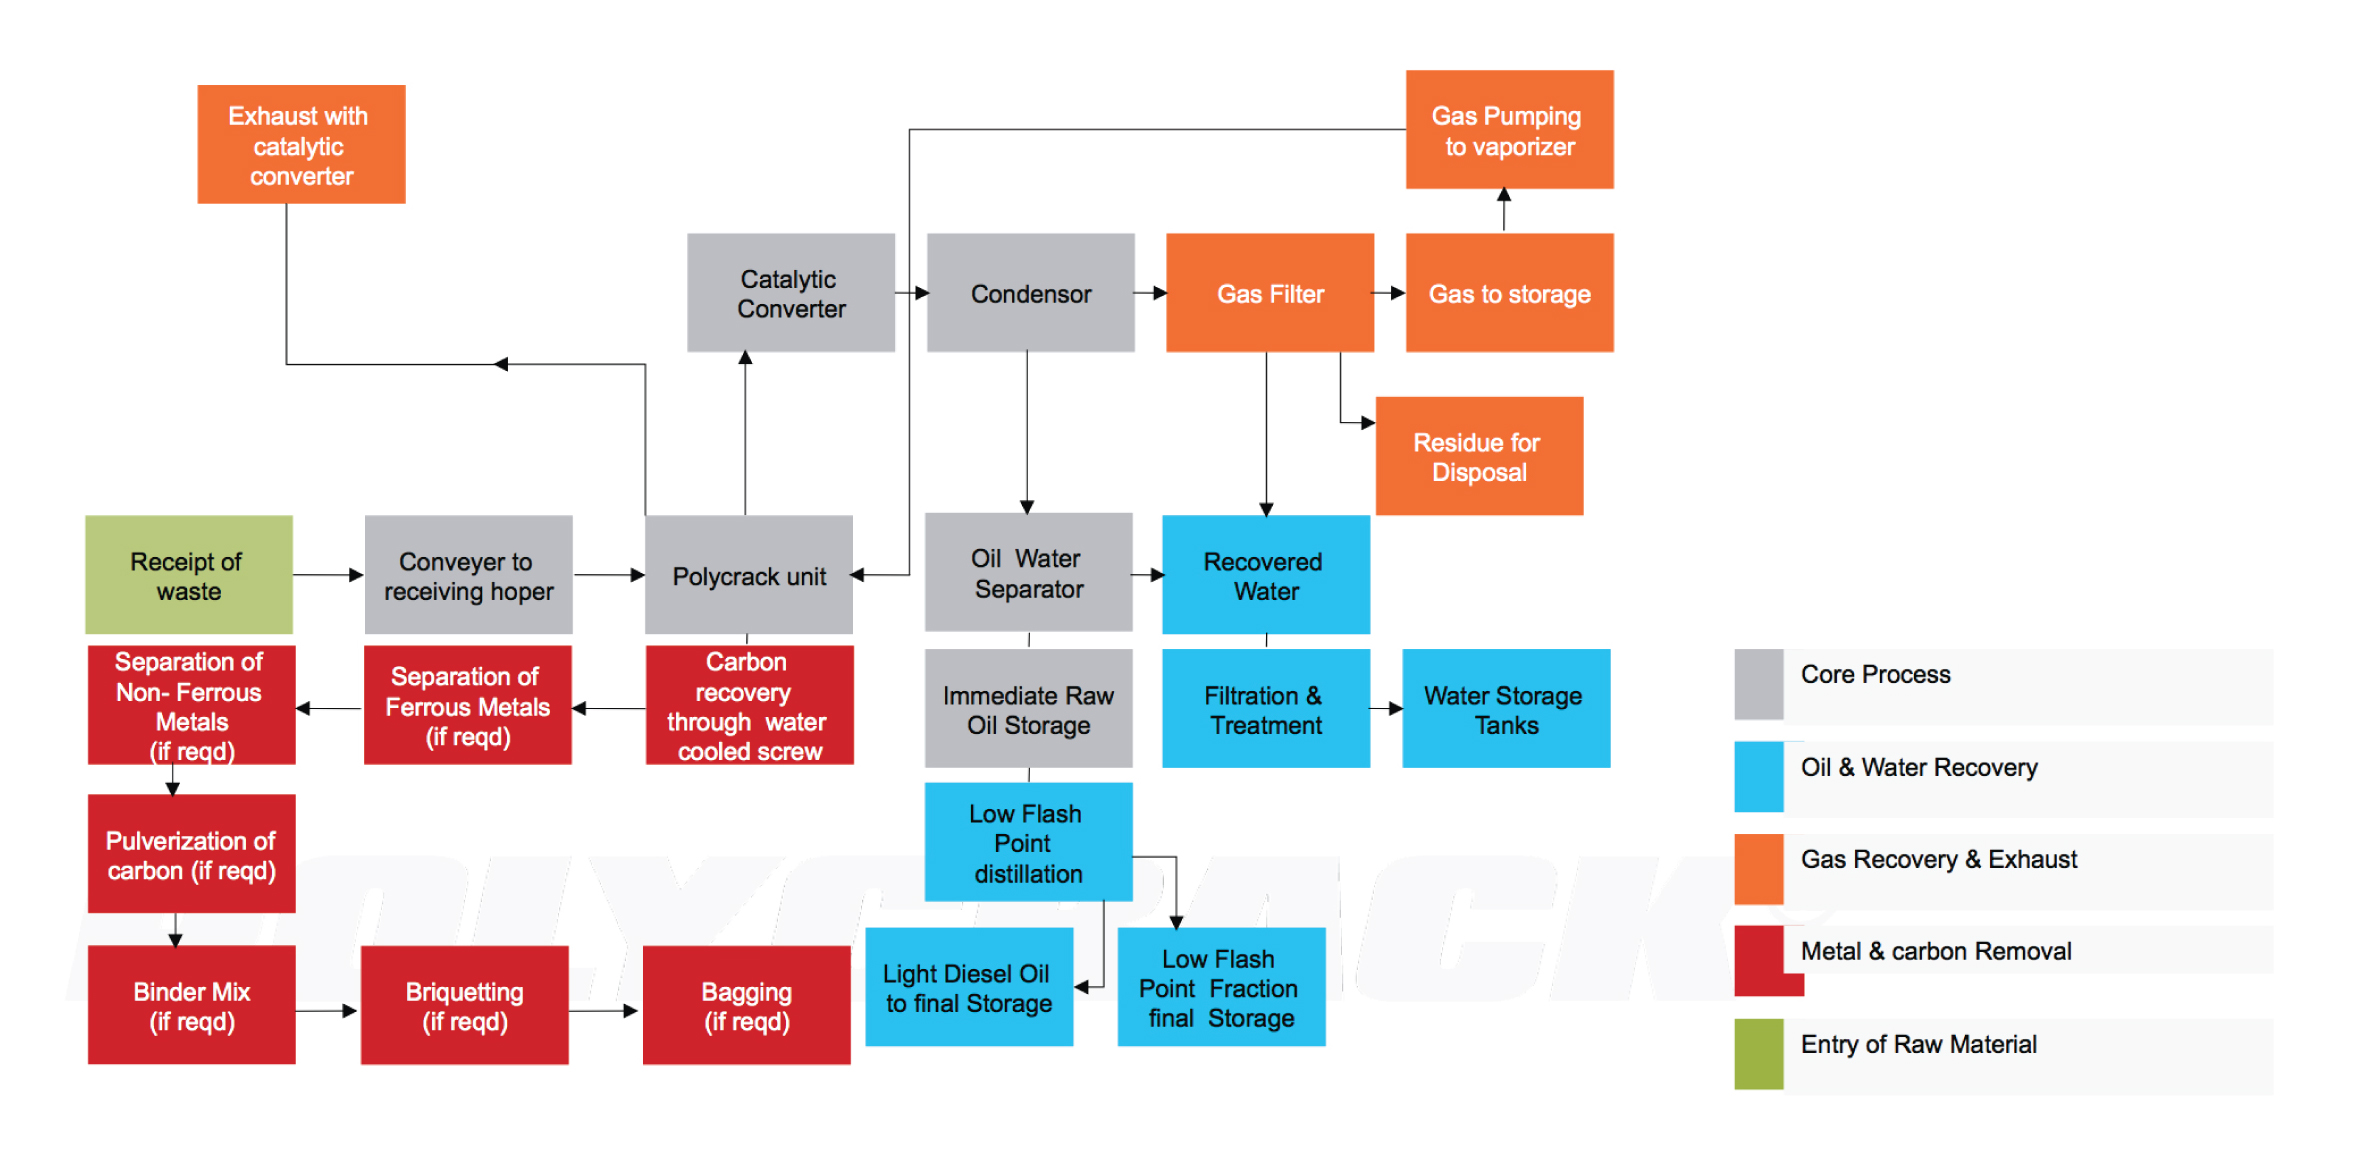 Exhaust with
catalytic
converter
Gas Pumping
to vaporizer
Catalytic
Converter
Condensor
Gas Filter
Gas to storage
Residue for
Disposal
Receipt of
waste
Conveyer to
receiving hoper
Polycrack unit
Oil Water
Separator
Recovered
Water
Separation of
Non- Ferrous
Metals
(if reqd)
Separation of
Ferrous Metals
(if reqd)
Carbon
recovery
through water
cooled screw
Immediate Raw
Oil Storage
Filtration &
Treatment
Water Storage
Tanks
Pulverization of
carbon (if reqd)
Low Flash
Point
distillation
Binder Mix
(if reqd)
Briquetting
(if reqd)
Bagging
(if reqd)
Light Diesel Oil
to final Storage
Low Flash
Point Fraction
final Storage
Core Process
Oil & Water Recovery
Gas Recovery & Exhaust
Metal & carbon Removal
Entry of Raw Material
POLYCRACK